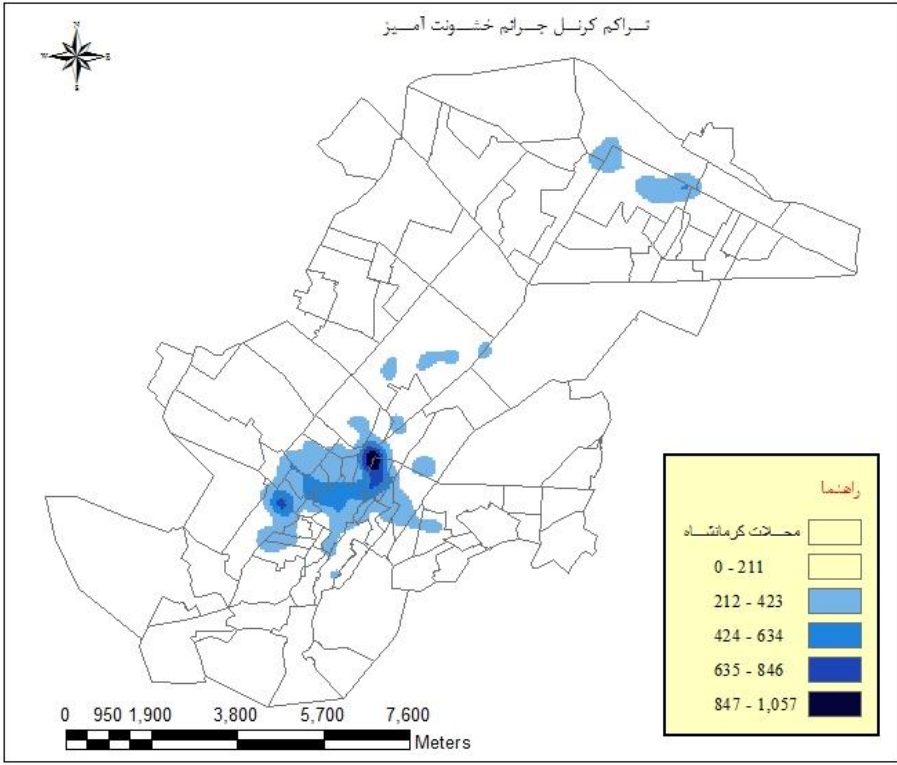 تراکم کرنل جرائم خشونت آمیز
N
W E
S
راهنما
محلات کرمانشاه
0 - 211
212 - 423
424 - 634
635 - 846
847 - 1,057
0 950 1,900 3,800 5,700 7,600
Meters